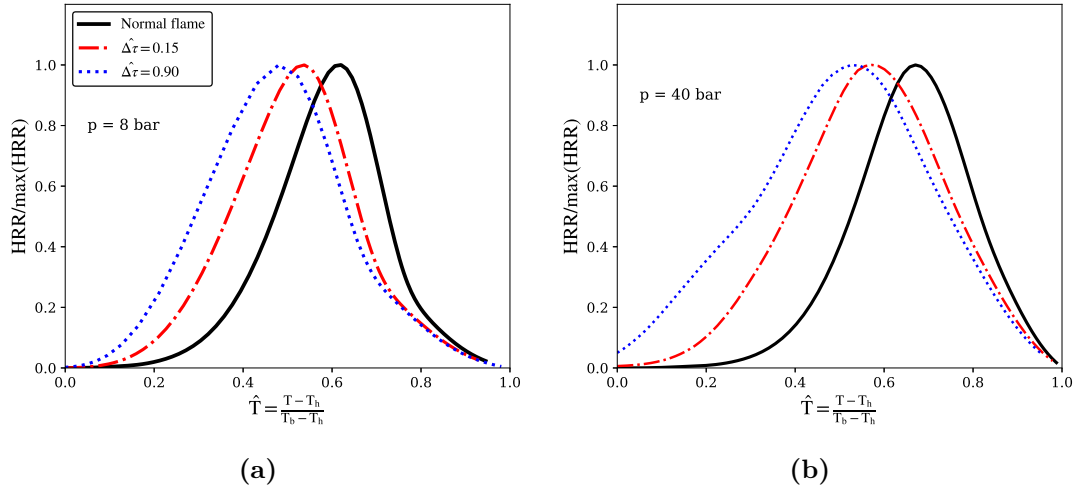 Normal flame
Δ̂τ = 0.15
Δ̂τ = 0.90
p = 8 bar
HRR/max(HRR)
1.0
0.8
0.6
0.4
0.2
0.0
0.0 0.2 0.4 0.6 0.8 1.0
T̂ = (T − T_h)/(T_b − T_h)
(a)
p = 40 bar
HRR/max(HRR)
1.0
0.8
0.6
0.4
0.2
0.0
0.0 0.2 0.4 0.6 0.8 1.0
T̂ = (T − T_h)/(T_b − T_h)
(b)